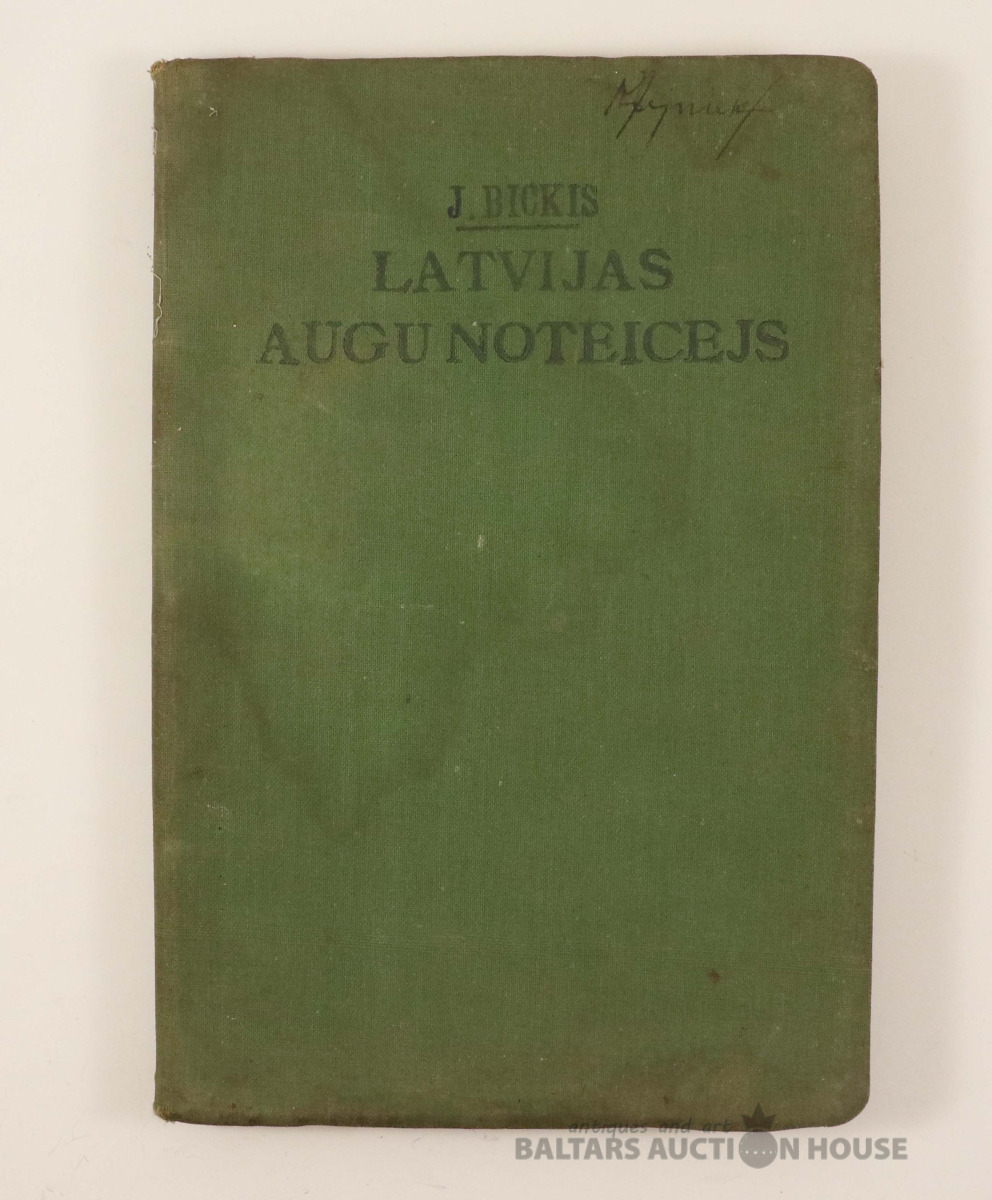 J. BICKIS
LATVIJAS
AUGU NOTEICEJS
antiques and art
BALTARS AUCTION HOUSE